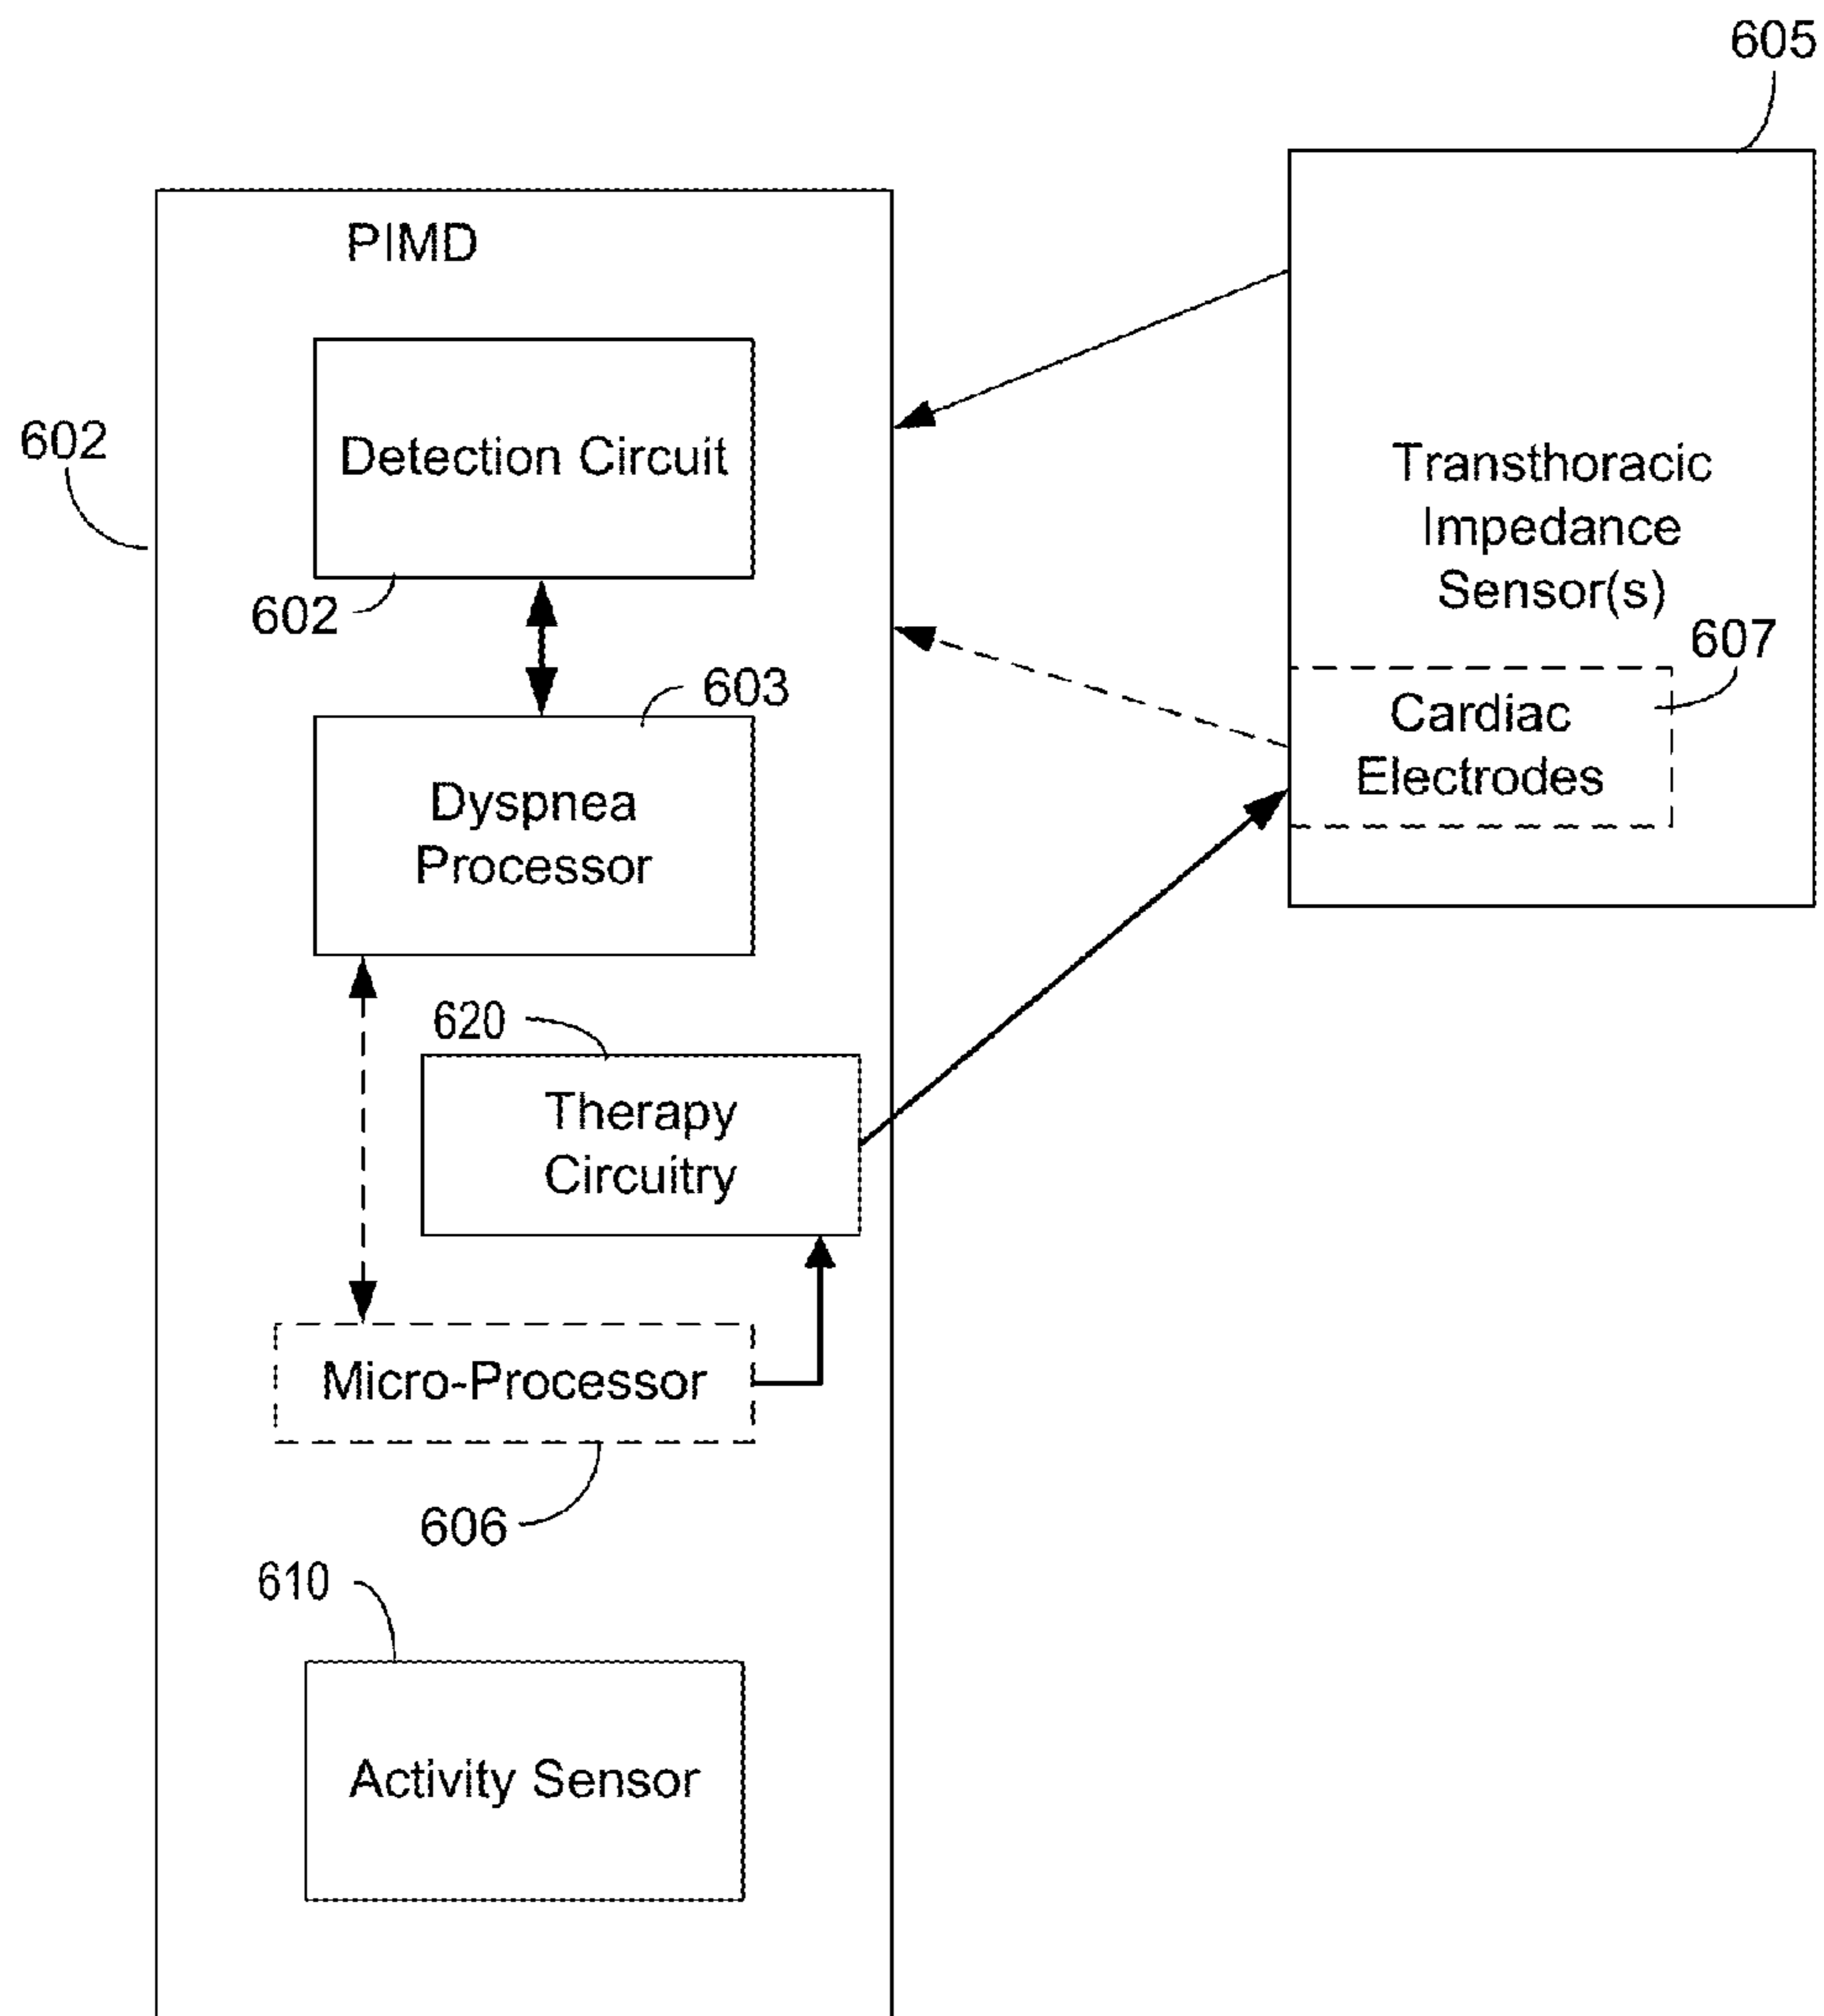 605
PIMD
602
Detection Circuit
602
Transthoracic
Impedance
Sensor(s)
607
603
Cardiac
Electrodes
Dyspnea
Processor
620
Therapy
Circuitry
Micro-Processor
606
610
Activity Sensor